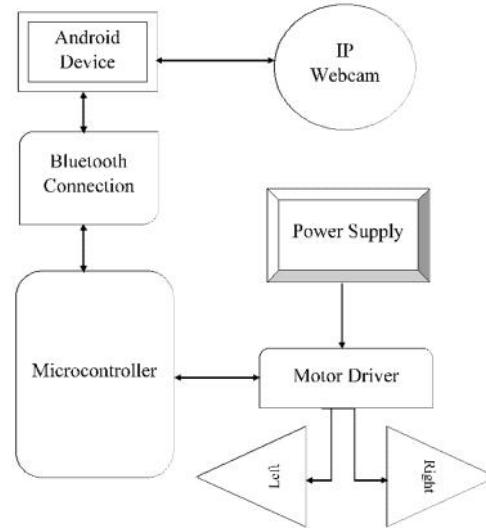 Android
Device
IP
Webcam
Bluetooth
Connection
Power Supply
Microcontroller
Motor Driver
Left
Right